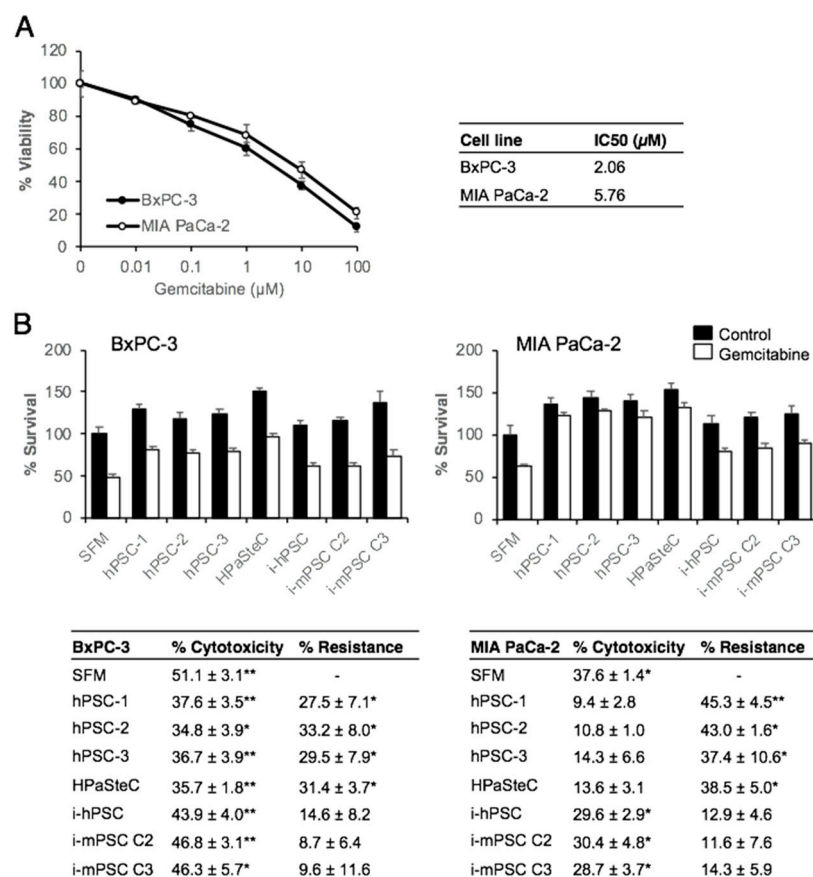 A
120
100
80
60
40
20
0
% Viability
BxPC-3
MIA PaCa-2
0 0.01 0.1 1 10 100
Gemcitabine (µM)
Cell line IC50 (µM)
BxPC-3 2.06
MIA PaCa-2 5.76
B
BxPC-3
200
150
100
50
0
% Survival
SFM hPSC-1 hPSC-2 hPSC-3 HPaSteC i-hPSC i-mPSC C2 i-mPSC C3
MIA PaCa-2
Control
Gemcitabine
200
150
100
50
0
% Survival
SFM hPSC-1 hPSC-2 hPSC-3 HPaSteC i-hPSC i-mPSC C2 i-mPSC C3
BxPC-3 % Cytotoxicity % Resistance
SFM 51.1 ± 3.1** -
hPSC-1 37.6 ± 3.5** 27.5 ± 7.1*
hPSC-2 34.8 ± 3.9* 33.2 ± 8.0*
hPSC-3 36.7 ± 3.9** 29.5 ± 7.9*
HPaSteC 35.7 ± 1.8** 31.4 ± 3.7*
i-hPSC 43.9 ± 4.0** 14.6 ± 8.2
i-mPSC C2 46.8 ± 3.1** 8.7 ± 6.4
i-mPSC C3 46.3 ± 5.7* 9.6 ± 11.6
MIA PaCa-2 % Cytotoxicity % Resistance
SFM 37.6 ± 1.4* -
hPSC-1 9.4 ± 2.8 45.3 ± 4.5**
hPSC-2 10.8 ± 1.0 43.0 ± 1.6*
hPSC-3 14.3 ± 6.6 37.4 ± 10.6*
HPaSteC 13.6 ± 3.1 38.5 ± 5.0*
i-hPSC 29.6 ± 2.9* 12.9 ± 4.6
i-mPSC C2 30.4 ± 4.8* 11.6 ± 7.6
i-mPSC C3 28.7 ± 3.7* 14.3 ± 5.9